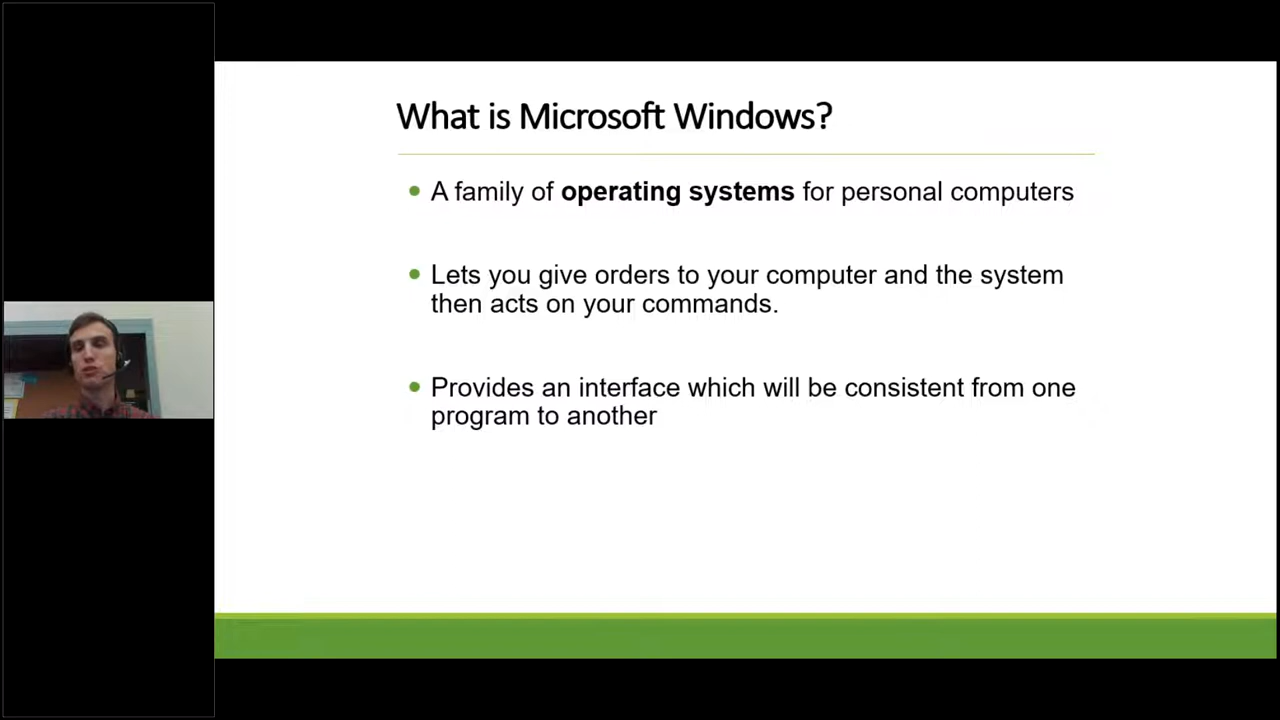 What is Microsoft Windows?
A family of operating systems for personal computers
Lets you give orders to your computer and the system
then acts on your commands.
Provides an interface which will be consistent from one
program to another